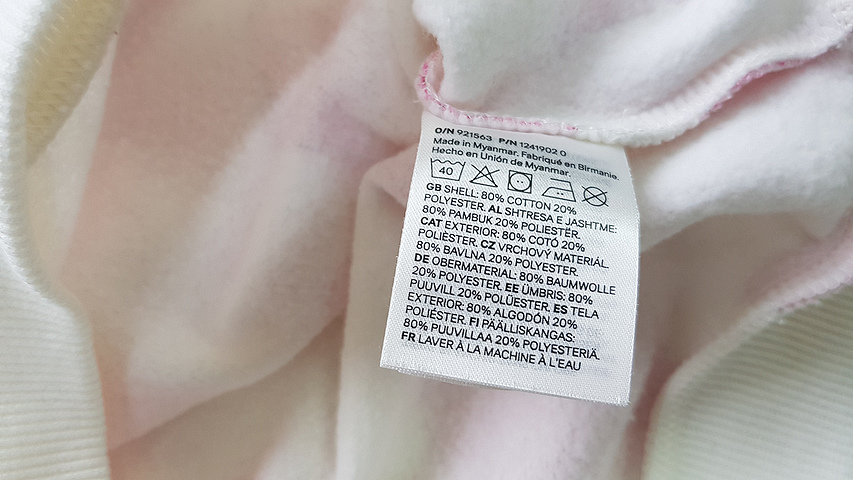 O/N 921563 P/N 1241902 0
Made in Myanmar. Fabriqué en Birmanie.
Hecho en Unión de Myanmar.
40
GB SHELL: 80% COTTON 20%
POLYESTER. AL SHTRESA E JASHTME:
80% PAMBUK 20% POLIESTËR.
CAT EXTERIOR: 80% COTÓ 20%
POLIÈSTER. CZ VRCHOVÝ MATERIÁL.
80% BAVLNA 20% POLYESTER.
DE OBERMATERIAL: 80% BAUMWOLLE
20% POLYESTER. EE ÜMBRIS: 80%
PUUVILL 20% POLÜESTER. ES TELA
EXTERIOR: 80% ALGODÓN 20%
POLIÉSTER. FI PÄÄLLISKANGAS:
80% PUUVILLAA 20% POLYESTERIÄ.
FR LAVER À LA MACHINE À L'EAU